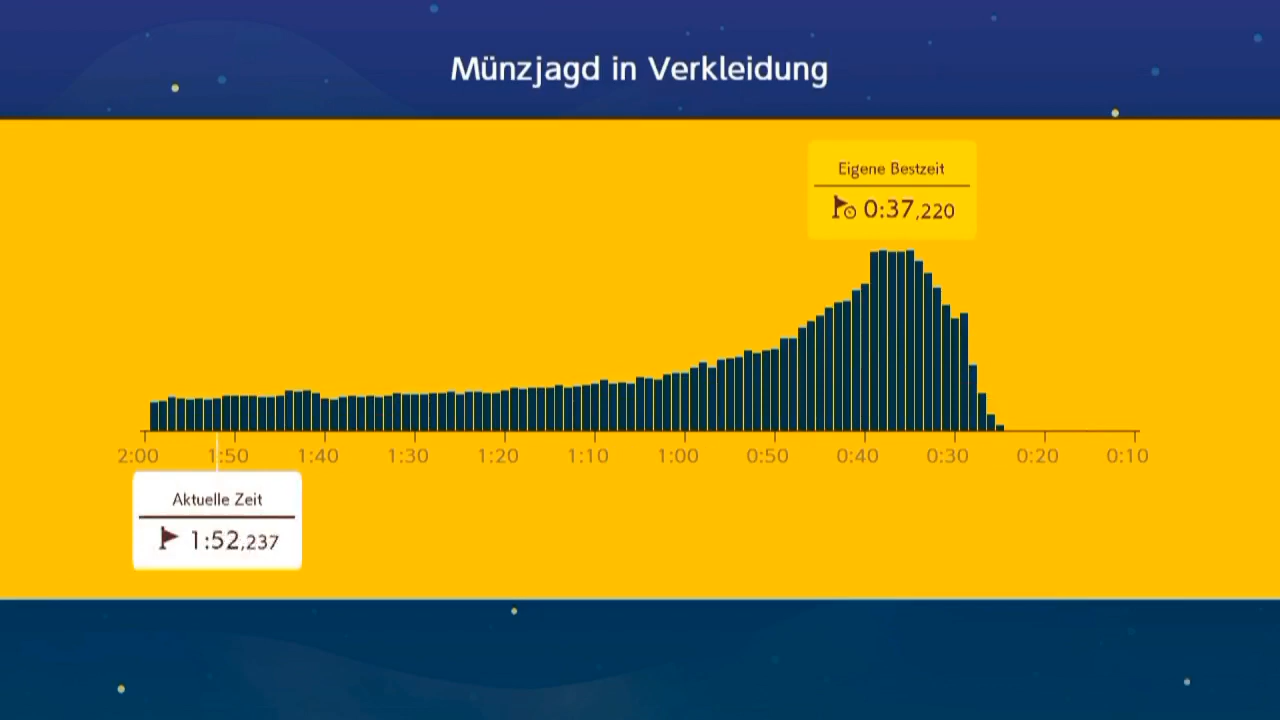 Münzjagd in Verkleidung
Eigene Bestzeit
0:37,220
2:00 1:50 1:40 1:30 1:20 1:10 1:00 0:50 0:40 0:30 0:20 0:10
Aktuelle Zeit
1:52,237